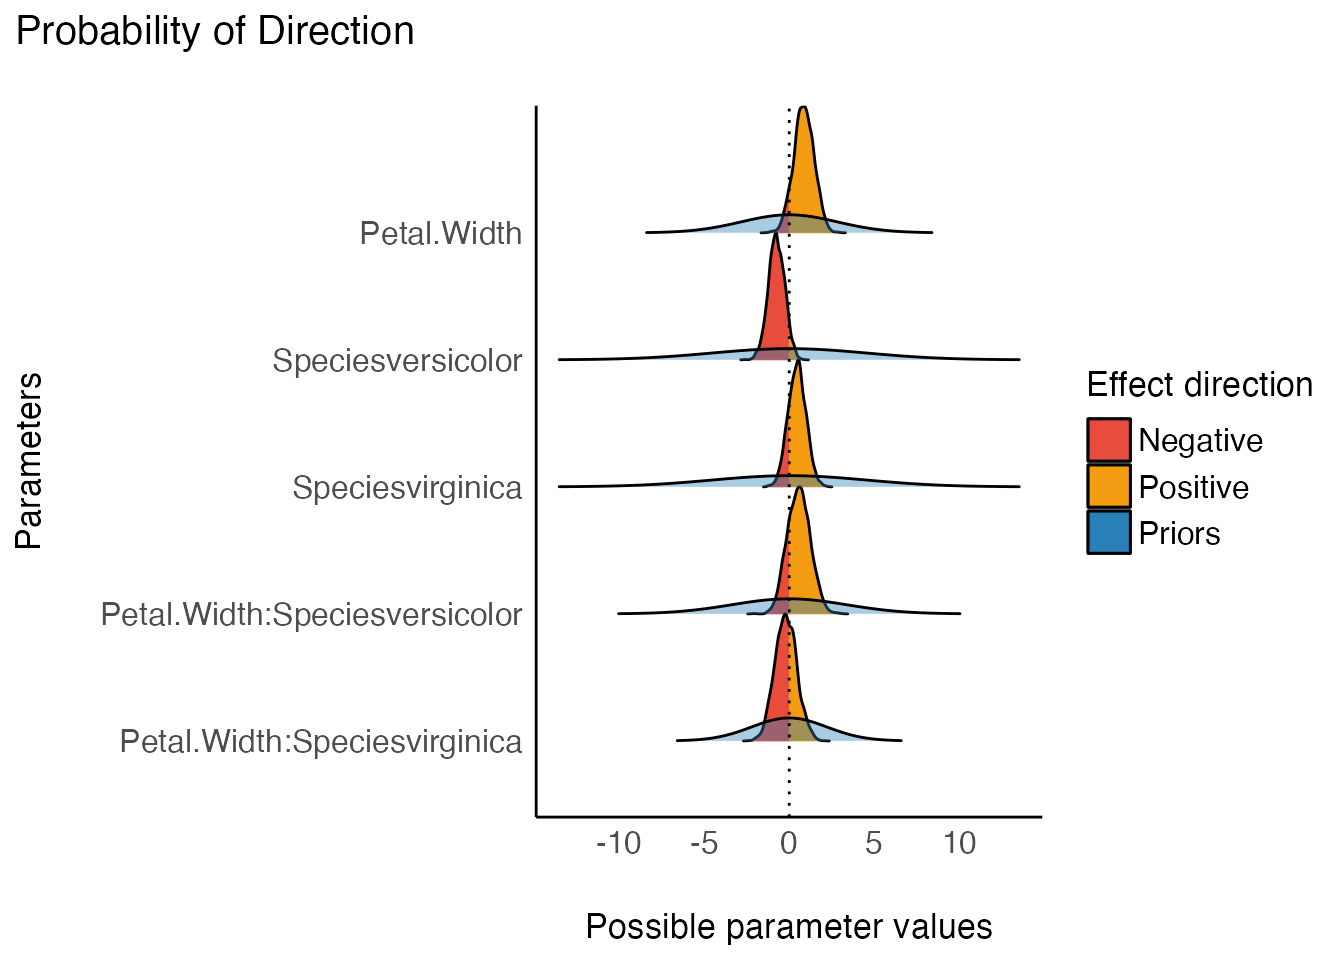 Probability of Direction
Parameters
Petal.Width
Speciesversicolor
Speciesvirginica
Petal.Width:Speciesversicolor
Petal.Width:Speciesvirginica
-10 -5 0 5 10
Possible parameter values
Effect direction
Negative
Positive
Priors